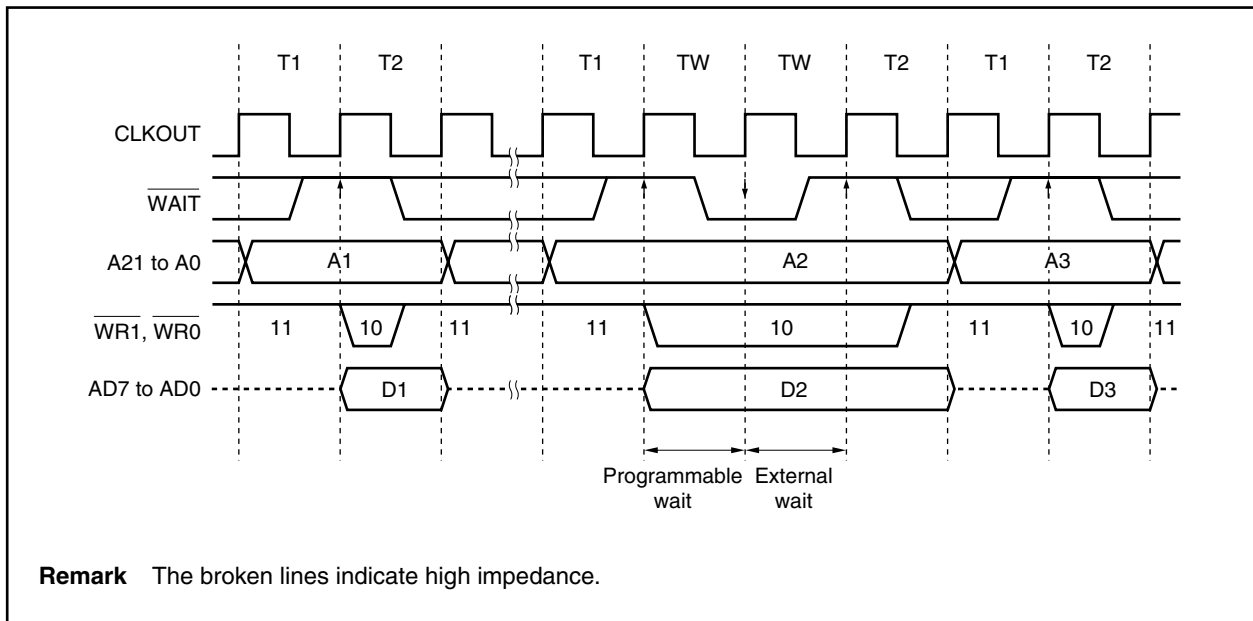 T1 T2 T1 TW TW T2 T1 T2
CLKOUT
WAIT
A21 to A0 A1 A2 A3
WR1, WR0 11 10 11 11 10 11 10 11
AD7 to AD0 D1 D2 D3
Programmable wait
External wait
Remark The broken lines indicate high impedance.